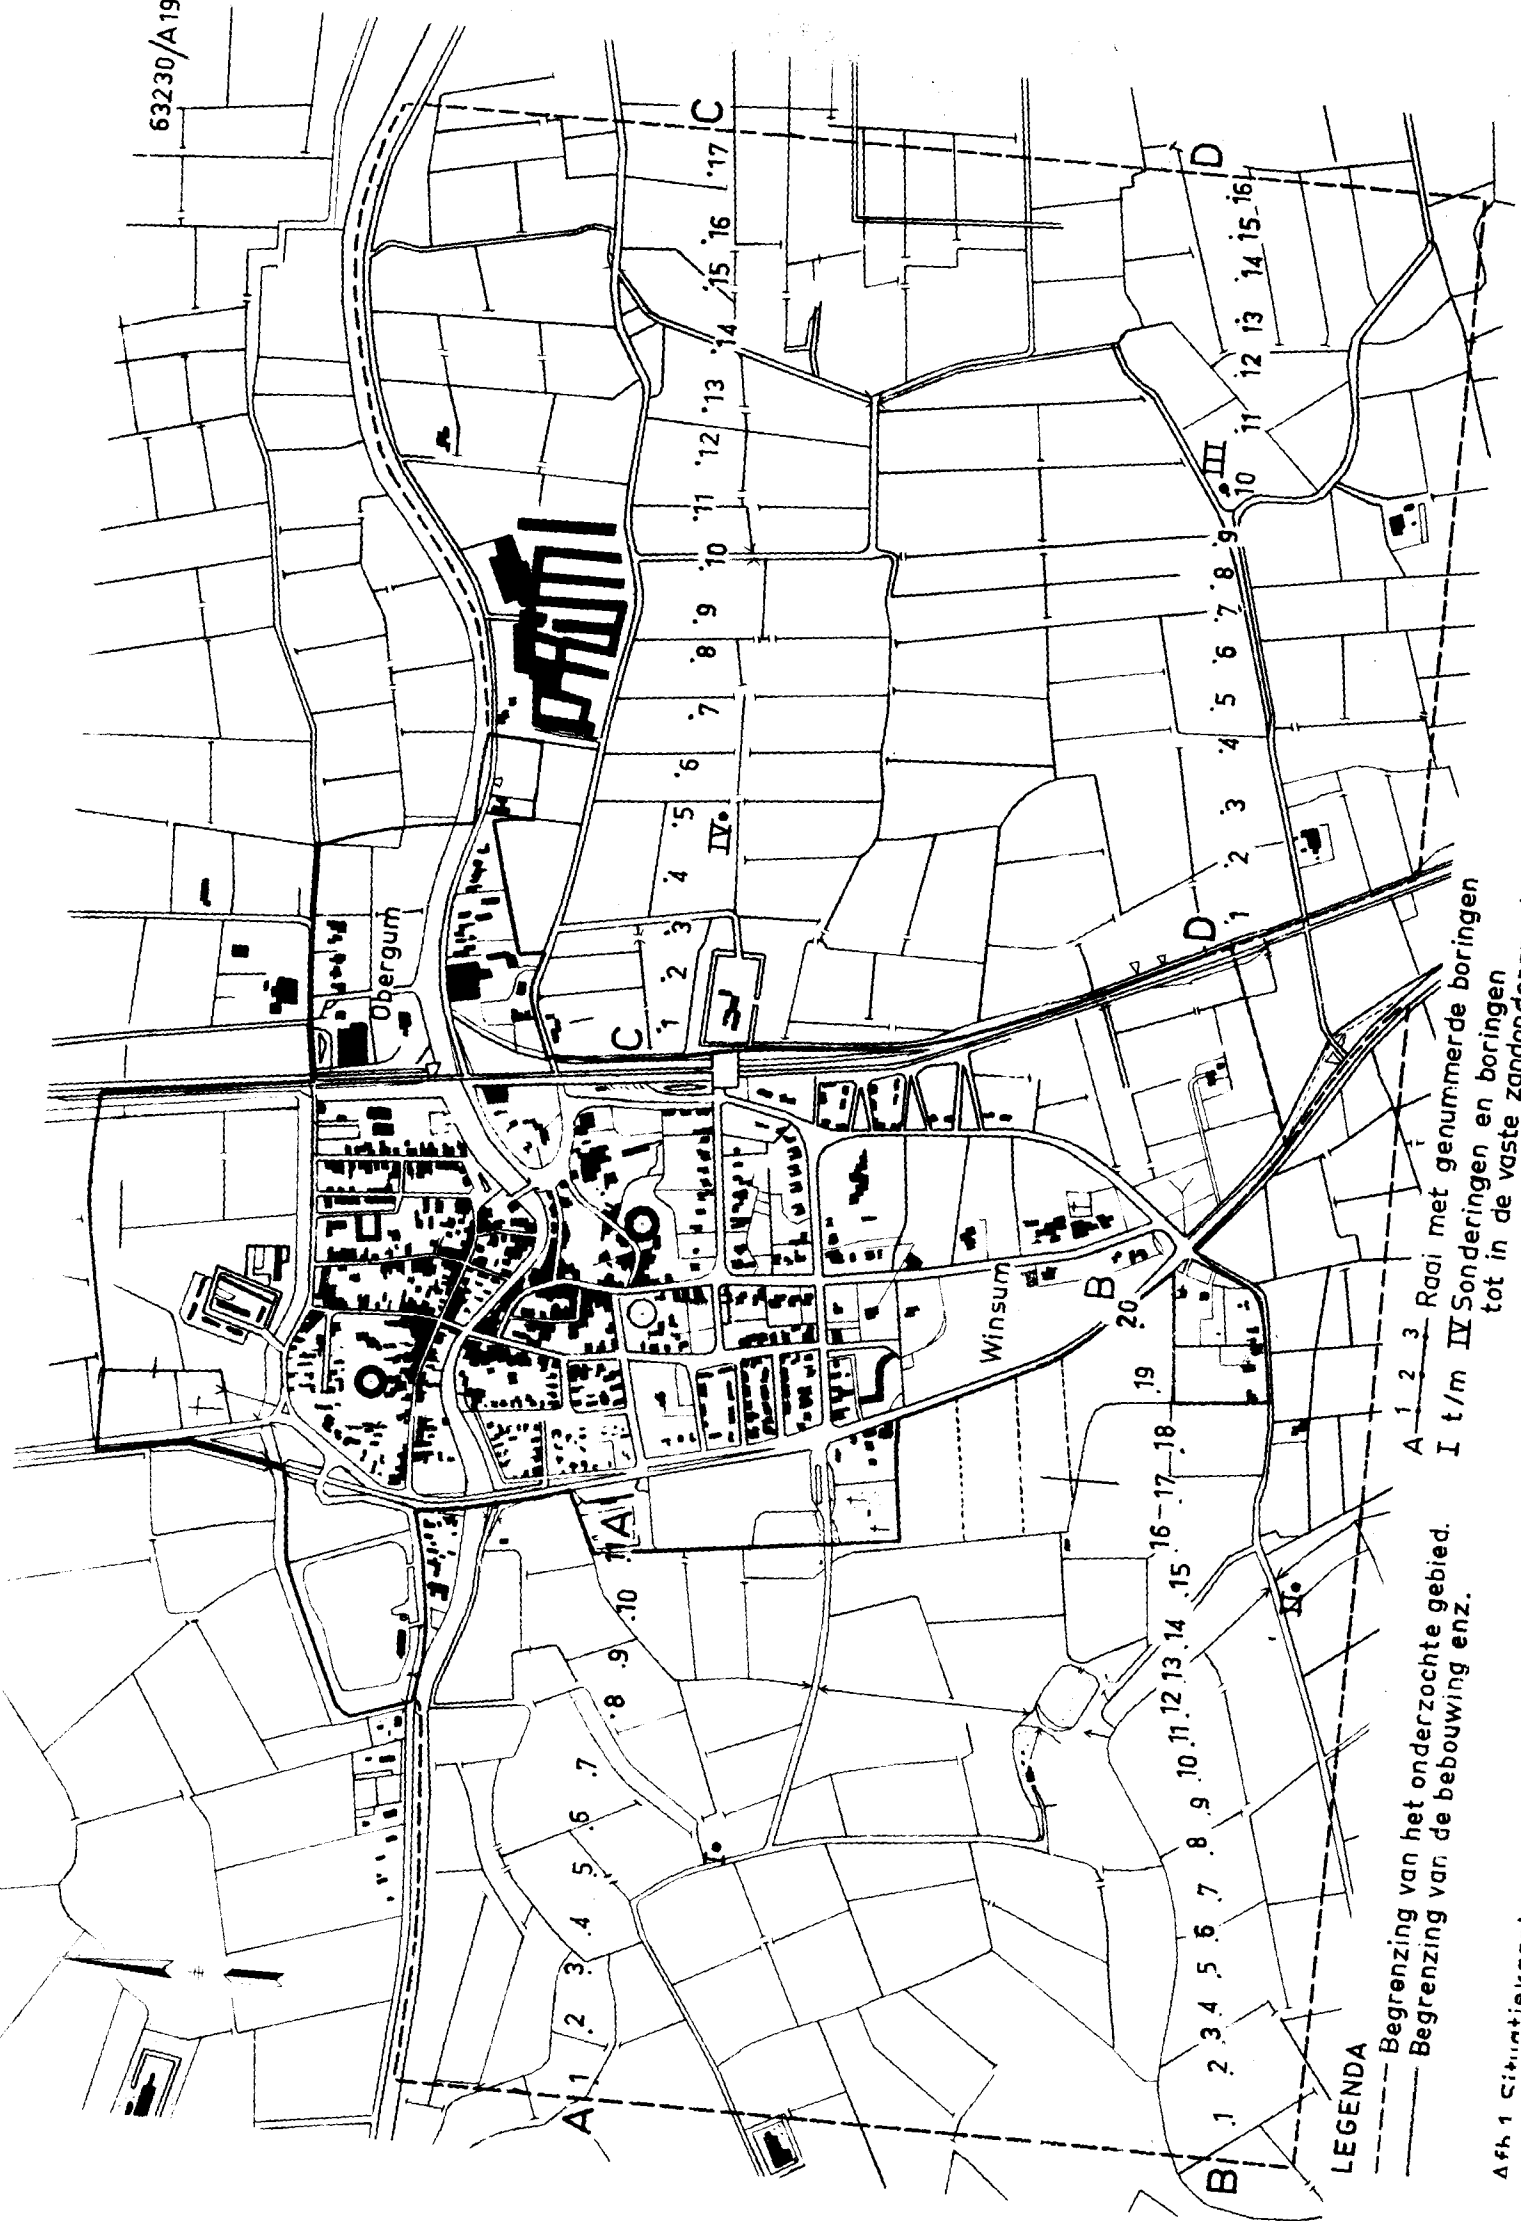 63230/A19
Obergum
Winsum
A 1 2 3 4 5 6 7 8 9 10 11 A
B 1 2 3 4 5 6 7 8 9 10 11 12 13 14 15 16 17 18 19 20 B
C 1 2 3 4 5 6 7 8 9 10 11 12 13 14 15 16 17 C
D 1 2 3 4 5 6 7 8 9 10 11 12 13 14 15 16 D
I
II
III
IV
LEGENDA
Begrenzing van het onderzochte gebied.
Begrenzing van de bebouwing enz.
A 1 2 3 Raai met genummerde boringen
I t/m IV Sonderingen en boringen
tot in de vaste
Afb. 1